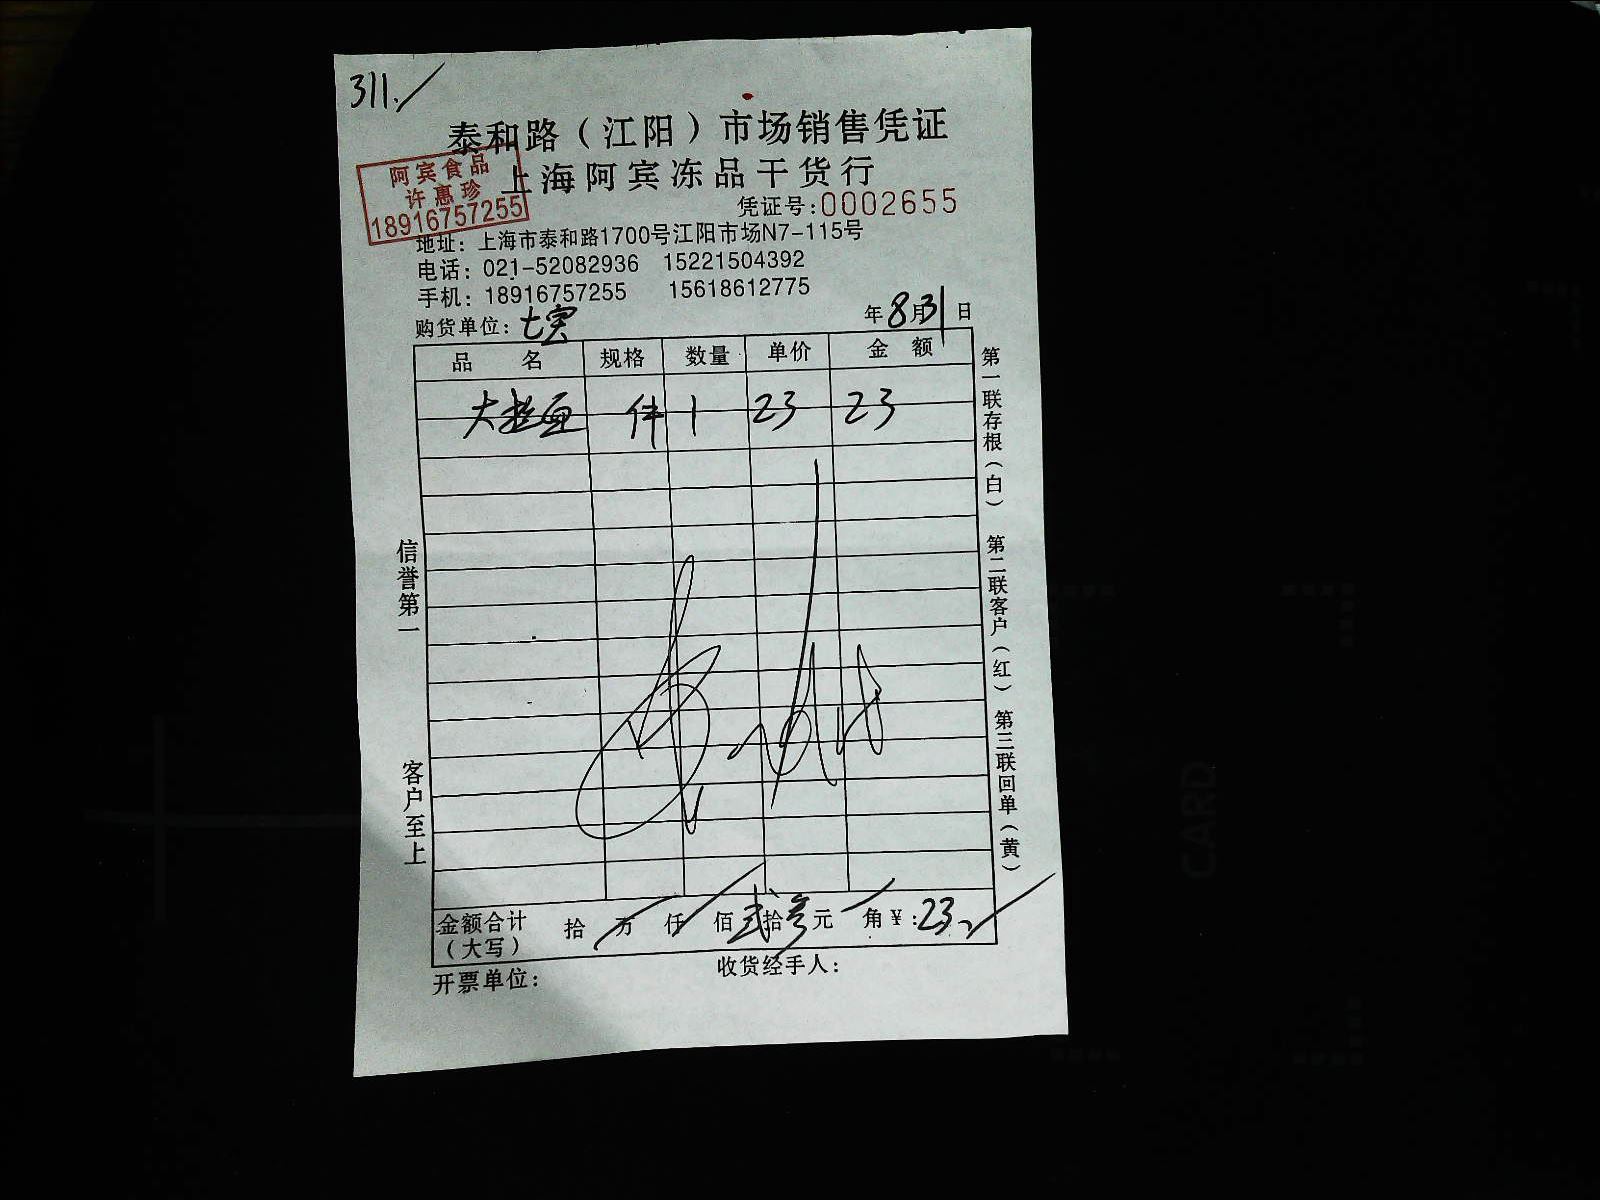 311.
泰和路（江阳）市场销售凭证
上海阿宾冻品干货行
阿宾食品
许惠珍
18916757255
凭证号:0002655
地址：上海市泰和路1700号江阳市场N7-115号
电话：021-52082936 15221504392
手机：18916757255 15618612775
购货单位：七宝 年8月31日
品名 规格 数量 单价 金额
大 件 1 23 23
信誉第一 客户至上
第一联存根（白） 第二联客户（红） 第三联回单（黄）
金额合计（大写） 拾 万 仟 佰 贰拾叁元 角 ¥:23.
开票单位： 收货经手人：
CARD